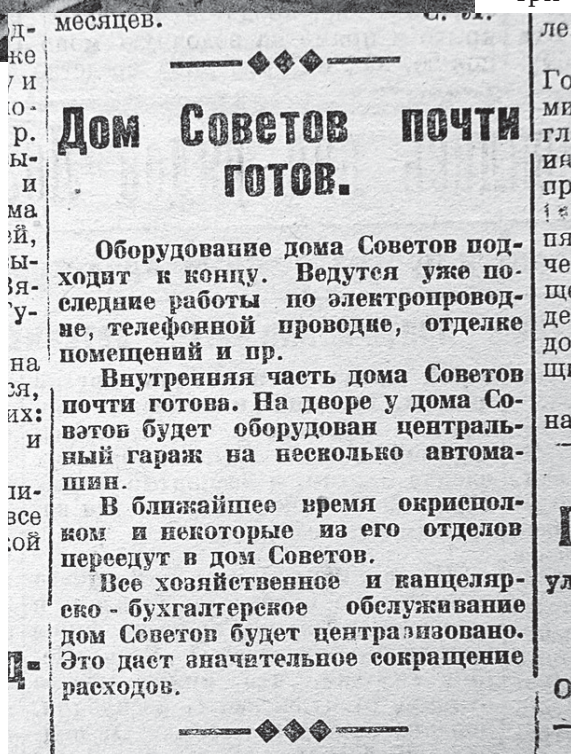 три
месяцев.
Дом Советов почти
готов.
Оборудование дома Советов под-
ходит к концу. Ведутся уже по-
следние работы по электропровод-
ке, телефонной проводке, отделке
помещений и пр.
Внутренняя часть дома Советов
почти готова. На дворе у дома Со-
ветов будет оборудован централь-
ный гараж на несколько автома-
шин.
В ближайшее время окриспол-
ком и некоторые из его отделов
переедут в дом Советов.
Все хозяйственное и канцеляр-
ско - бухгалтерское обслуживание
дом Советов будет централизовано.
Это даст значительное сокращение
расходов.